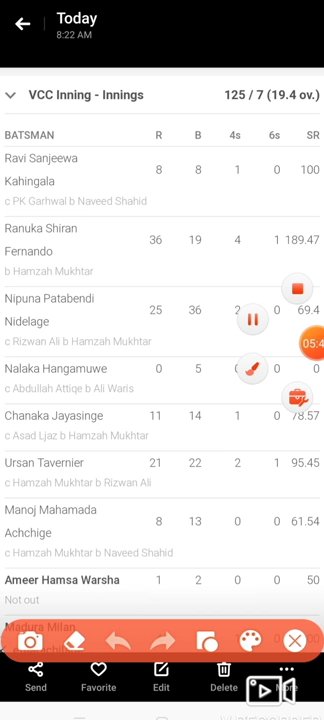 Today
8:22 AM
VCC Inning - Innings 125 / 7 (19.4 ov.)
BATSMAN R B 4s 6s SR
Ravi Sanjeewa Kahingala 8 8 1 0 100
c PK Garhwal b Naveed Shahid
Ranuka Shiran Fernando 36 19 4 1 189.47
b Hamzah Mukhtar
Nipuna Patabendi Nidelage 25 36 2 0 69.4
c Rizwan Ali b Hamzah Mukhtar
05:4
Nalaka Hangamuwe 0 5 0 0
c Abdullah Attiqe b Ali Waris
Chanaka Jayasinge 11 14 1 0 78.57
c Asad Ljaz b Hamzah Mukhtar
Ursan Tavernier 21 22 2 1 95.45
c Hamzah Mukhtar b Rizwan Ali
Manoj Mahamada Achchige 8 13 0 0 61.54
c Hamzah Mukhtar b Naveed Shahid
Ameer Hamsa Warsha 1 2 0 0 50
Not out
Madura Milan
Send Favorite Edit Delete More